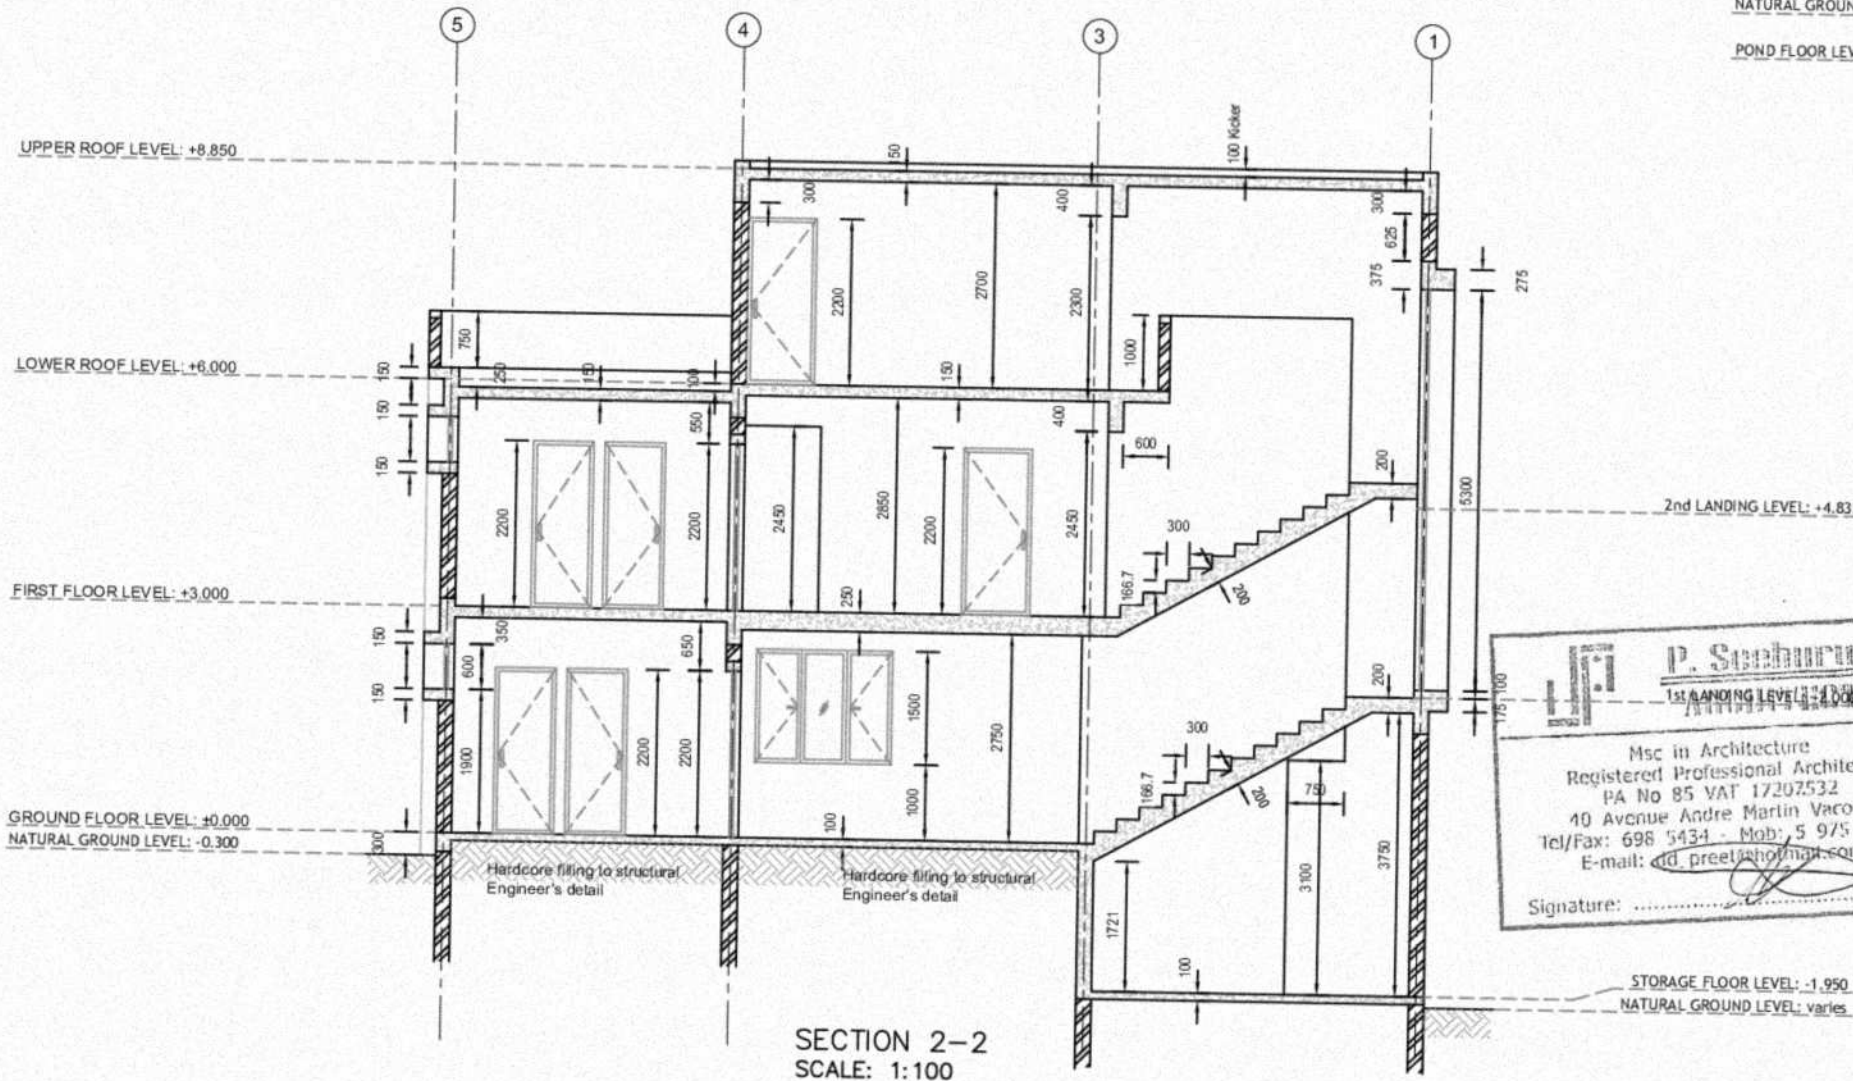 NATURAL GROUN
POND FLOOR LEV
5
4
3
1
UPPER ROOF LEVEL: +8.850
LOWER ROOF LEVEL: +6.000
FIRST FLOOR LEVEL: +3.000
GROUND FLOOR LEVEL: ±0.000
NATURAL GROUND LEVEL: -0.300
150
100 Kicker
300
400
300
625
375
275
2200
2700
2300
1000
750
250
150
100
150
150
150
150
550
400
600
200
5300
2200
2200
2450
2850
2200
2450
300
166.7
200
2nd LANDING LEVEL: +4.83
250
150
150
350
600
650
1900
2200
2200
1500
1000
2750
300
166.7
200
200
100
175
1st LANDING LEVEL:
750
300
100
Hardcore filling to structural
Engineer's detail
Hardcore filling to structural
Engineer's detail
1721
3100
3750
100
Msc in Architecture
Registered Professional Archite
PA No 85 VAT 17207532
40 Avenue Andre Martin Vaco
Tel/Fax: 698 5434 - Mob: 5 975
E-mail: dd_preet@hotmail.co
Signature:
STORAGE FLOOR LEVEL: -1.950
NATURAL GROUND LEVEL: varies
SECTION 2-2
SCALE: 1:100